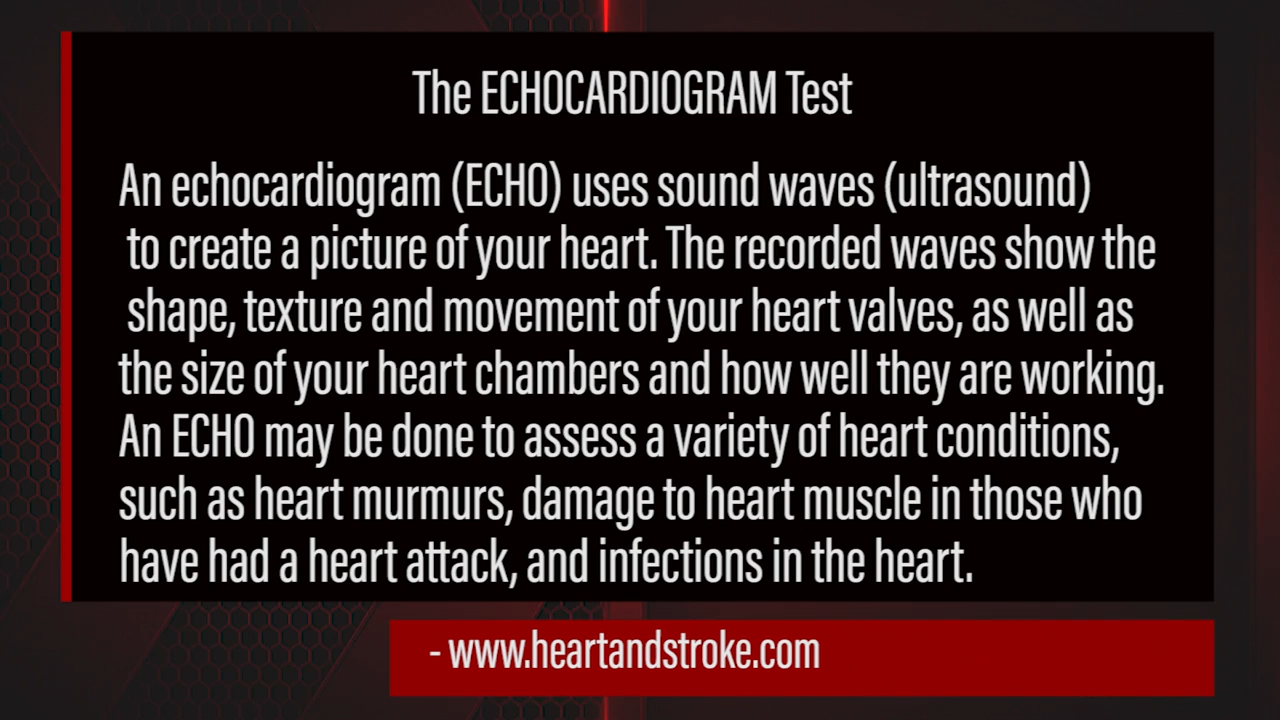 The ECHOCARDIOGRAM Test
An echocardiogram (ECHO) uses sound waves (ultrasound)
to create a picture of your heart. The recorded waves show the
shape, texture and movement of your heart valves, as well as
the size of your heart chambers and how well they are working.
An ECHO may be done to assess a variety of heart conditions,
such as heart murmurs, damage to heart muscle in those who
have had a heart attack, and infections in the heart.
- www.heartandstroke.com